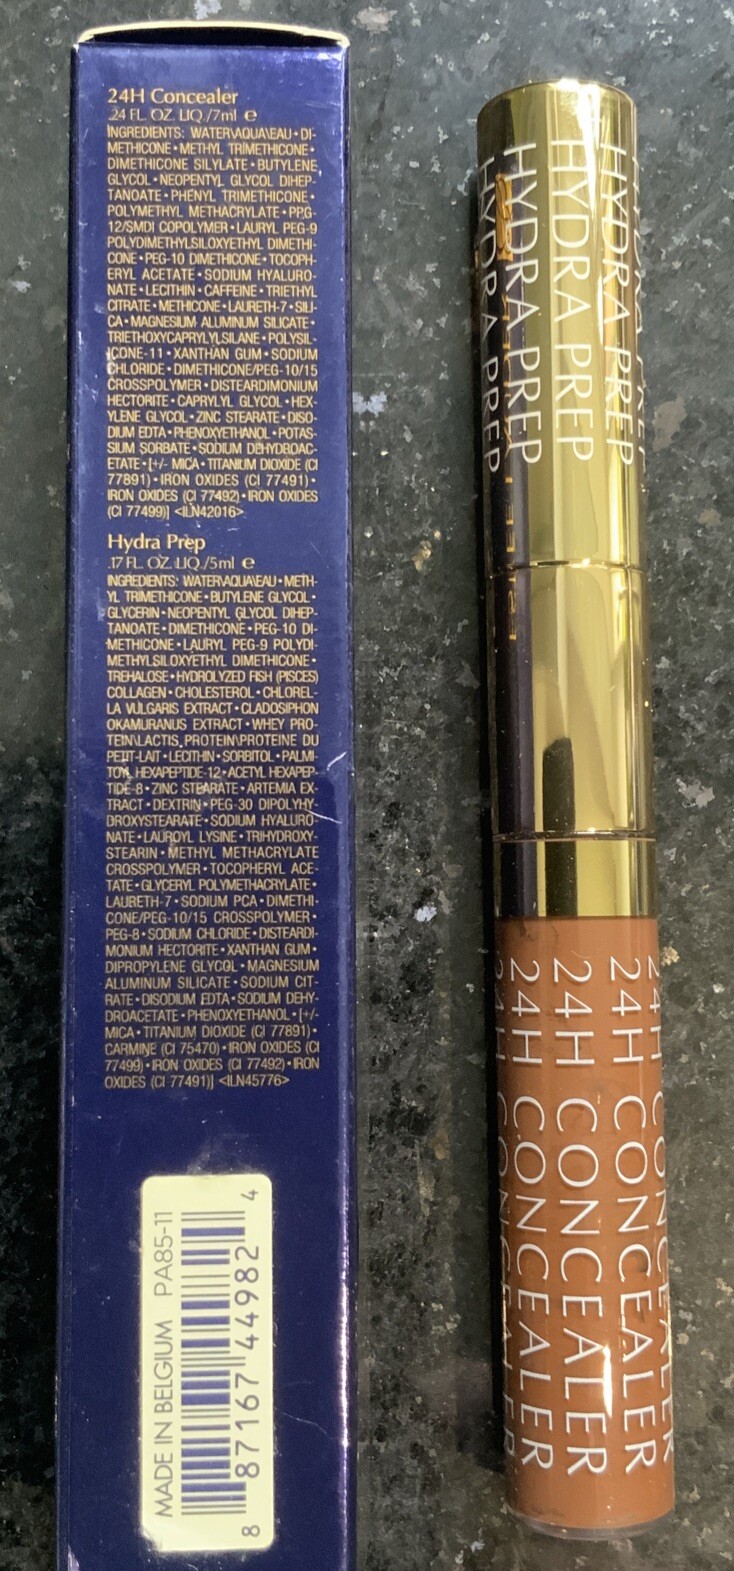 24H Concealer
.24 FL. OZ. LIQ./7ml e
INGREDIENTS: WATER\AQUA\EAU • DI-
METHICONE • METHYL TRIMETHICONE •
DIMETHICONE SILYLATE • BUTYLENE
GLYCOL • NEOPENTYL GLYCOL DIHEP-
TANOATE • PHENYL TRIMETHICONE •
POLYMETHYL METHACRYLATE • PPG-
12/SMDI COPOLYMER • LAURYL PEG-9
POLYDIMETHYLSILOXYETHYL DIMETHI-
CONE • PEG-10 DIMETHICONE • TOCOPH-
ERYL ACETATE • SODIUM HYALURO-
NATE • LECITHIN • CAFFEINE • TRIETHYL
CITRATE • METHICONE • LAURETH-7 • SILI-
CA • MAGNESIUM ALUMINUM SILICATE •
TRIETHOXYCAPRYLYLSILANE • POLYSIL-
ICONE-11 • XANTHAN GUM • SODIUM
CHLORIDE • DIMETHICONE/PEG-10/15
CROSSPOLYMER • DISTEARDIMONIUM
HECTORITE • CAPRYLYL GLYCOL • HEX-
YLENE GLYCOL • ZINC STEARATE • DISO-
DIUM EDTA • PHENOXYETHANOL • POTAS-
SIUM SORBATE • SODIUM DEHYDROAC-
ETATE • [+/- MICA • TITANIUM DIOXIDE (CI
77891) • IRON OXIDES (CI 77491) •
IRON OXIDES (CI 77492) • IRON OXIDES
(CI 77499)] <ILN42016>
Hydra Prep
.17 FL. OZ. LIQ./5ml e
INGREDIENTS: WATER\AQUA\EAU • METH-
YL TRIMETHICONE • BUTYLENE GLYCOL •
GLYCERIN • NEOPENTYL GLYCOL DIHEP-
TANOATE • DIMETHICONE • PEG-10 DI-
METHICONE • LAURYL PEG-9 POLYDI-
METHYLSILOXYETHYL DIMETHICONE •
TREHALOSE • HYDROLYZED FISH (PISCES)
COLLAGEN • CHOLESTEROL • CHLOREL-
LA VULGARIS EXTRACT • CLADOSIPHON
OKAMURANUS EXTRACT • WHEY PRO-
TEIN\LACTIS PROTEIN\PROTEINE DU
PETIT-LAIT • LECITHIN • SORBITOL • PALMI-
TOYL HEXAPEPTIDE-12 • ACETYL HEXAPEP-
TIDE-8 • ZINC STEARATE • ARTEMIA EX-
TRACT • DEXTRIN • PEG-30 DIPOLYHY-
DROXYSTEARATE • SODIUM HYALURO-
NATE • LAUROYL LYSINE • TRIHYDROXY-
STEARIN • METHYL METHACRYLATE
CROSSPOLYMER • TOCOPHERYL ACE-
TATE • GLYCERYL POLYMETHACRYLATE •
LAURETH-7 • SODIUM PCA • DIMETHI-
CONE/PEG-10/15 CROSSPOLYMER •
PEG-8 • SODIUM CHLORIDE • DISTEARDI-
MONIUM HECTORITE • XANTHAN GUM •
DIPROPYLENE GLYCOL • MAGNESIUM
ALUMINUM SILICATE • SODIUM CIT-
RATE • DISODIUM EDTA • SODIUM DEHY-
DROACETATE • PHENOXYETHANOL • [+/-
MICA • TITANIUM DIOXIDE (CI 77891) •
CARMINE (CI 75470) • IRON OXIDES (CI
77499) • IRON OXIDES (CI 77492) • IRON
OXIDES (CI 77491)] <ILN45776>
MADE IN BELGIUM PA85-11
8 87167 44982 4
HYDRA PREP
HYDRA PREP
HYDRA PREP
HYDRA PREP
24H CONCEALER
24H CONCEALER
24H CONCEALER
24H CONCEALER
24H CONCEALER